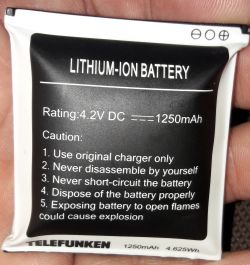 ⊖○⊕
LITHIUM-ION BATTERY
Rating:4.2V DC ⎓1250mAh
Caution:
1. Use original charger only
2. Never disassemble by yourself
3. Never short-circuit the battery
4. Dispose of the battery properly
5. Exposing battery to open flames
could cause explosion
TELEFUNKEN 1250mAh 4.625Wh